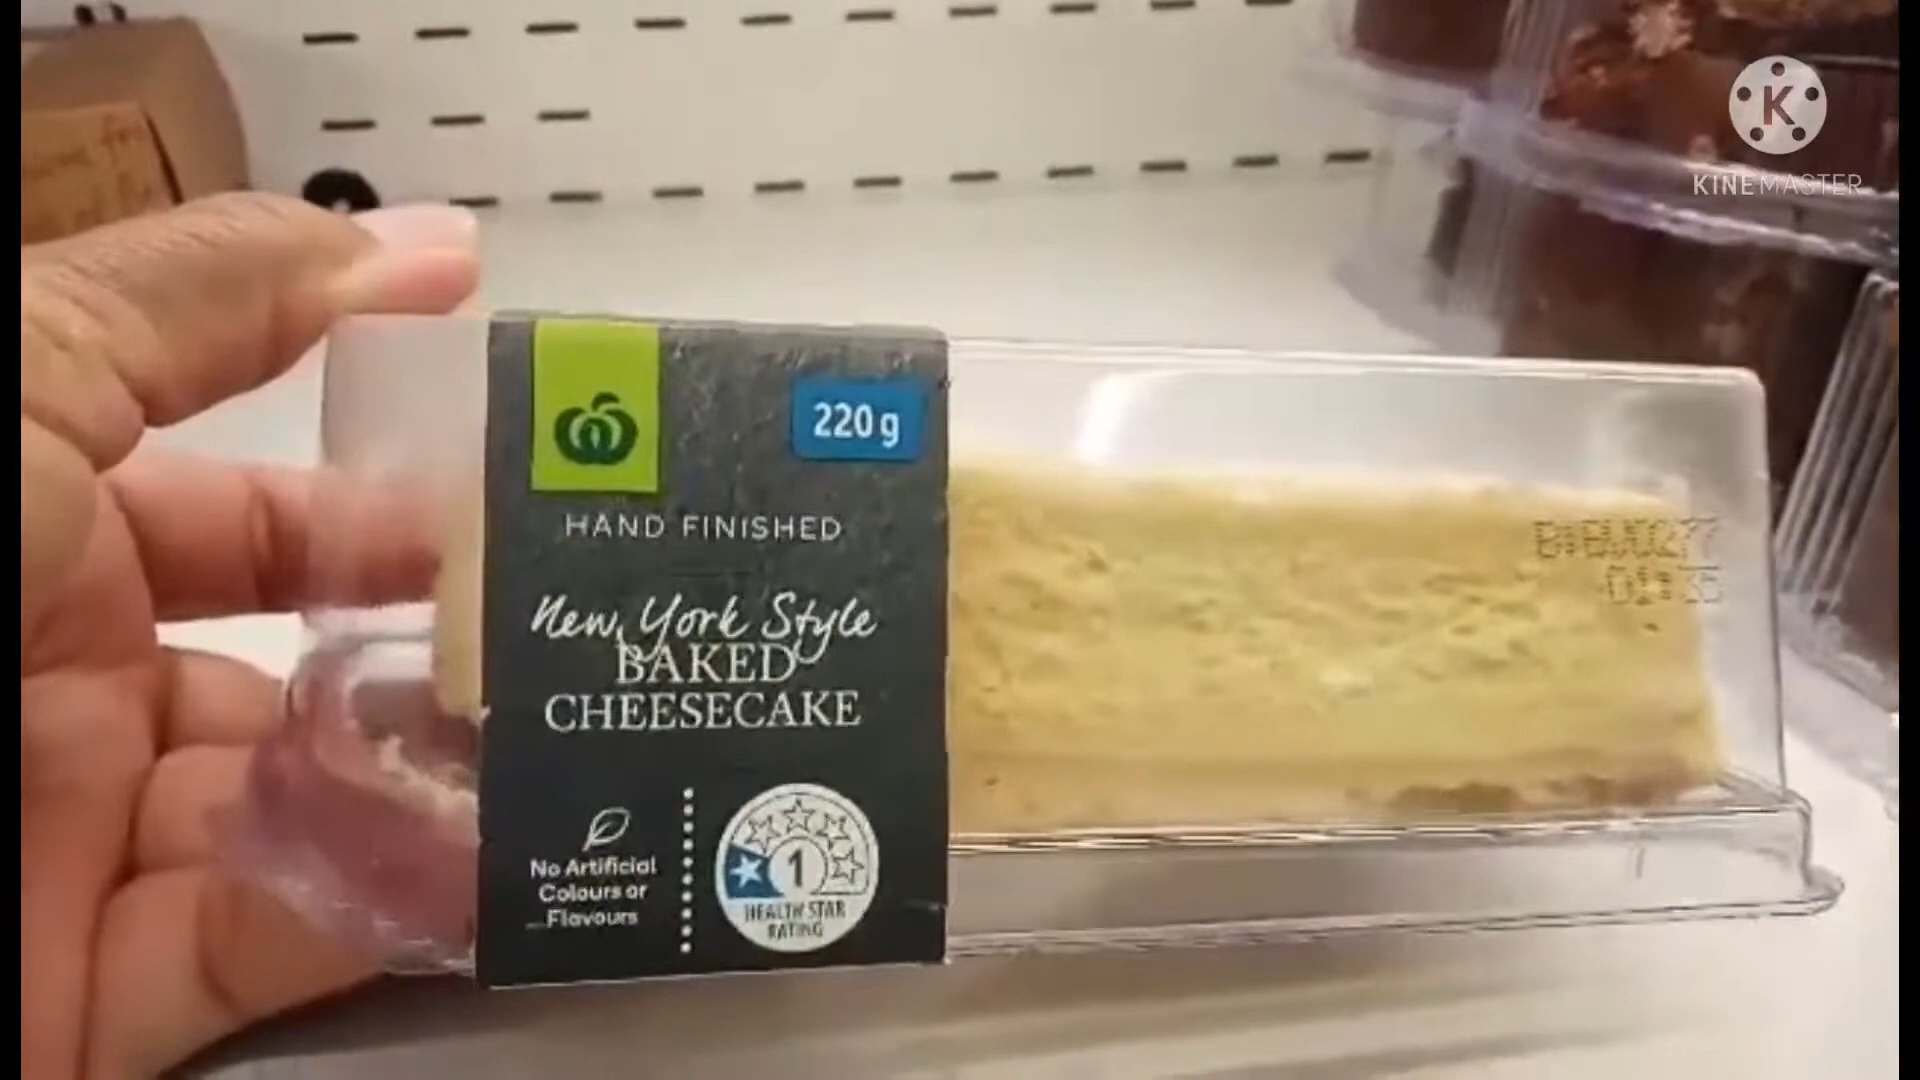 KINEMASTER
220g
HAND FINISHED
New York Style
BAKED
CHEESECAKE
No Artificial
Colours or
Flavours
1
HEALTH STAR
RATING